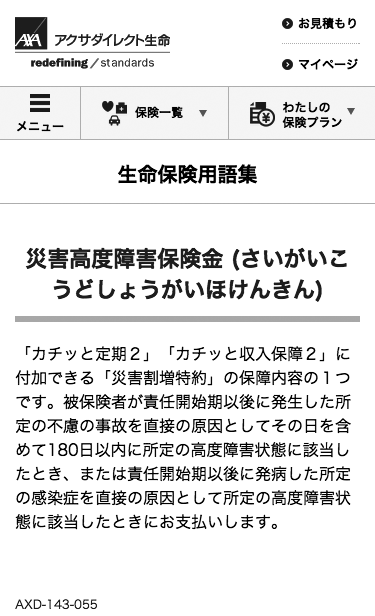 AXA アクサダイレクト生命
redefining / standards
お見積もり
マイページ
メニュー
保険一覧 ▼
わたしの
保険プラン ▼
生命保険用語集
災害高度障害保険金 (さいがいこ
うどしょうがいほけんきん)
「カチッと定期２」「カチッと収入保障２」に
付加できる「災害割増特約」の保障内容の１つ
です。被保険者が責任開始期以後に発生した所
定の不慮の事故を直接の原因としてその日を含
めて180日以内に所定の高度障害状態に該当し
たとき、または責任開始期以後に発病した所定
の感染症を直接の原因として所定の高度障害状
態に該当したときにお支払いします。
AXD-143-055